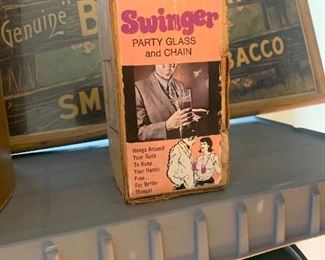 Genuine B
SM BACCO
Swinger
PARTY GLASS
and CHAIN
Hangs Around
Your Neck
To Keep
Your Hands
Free...
For Better
Things!